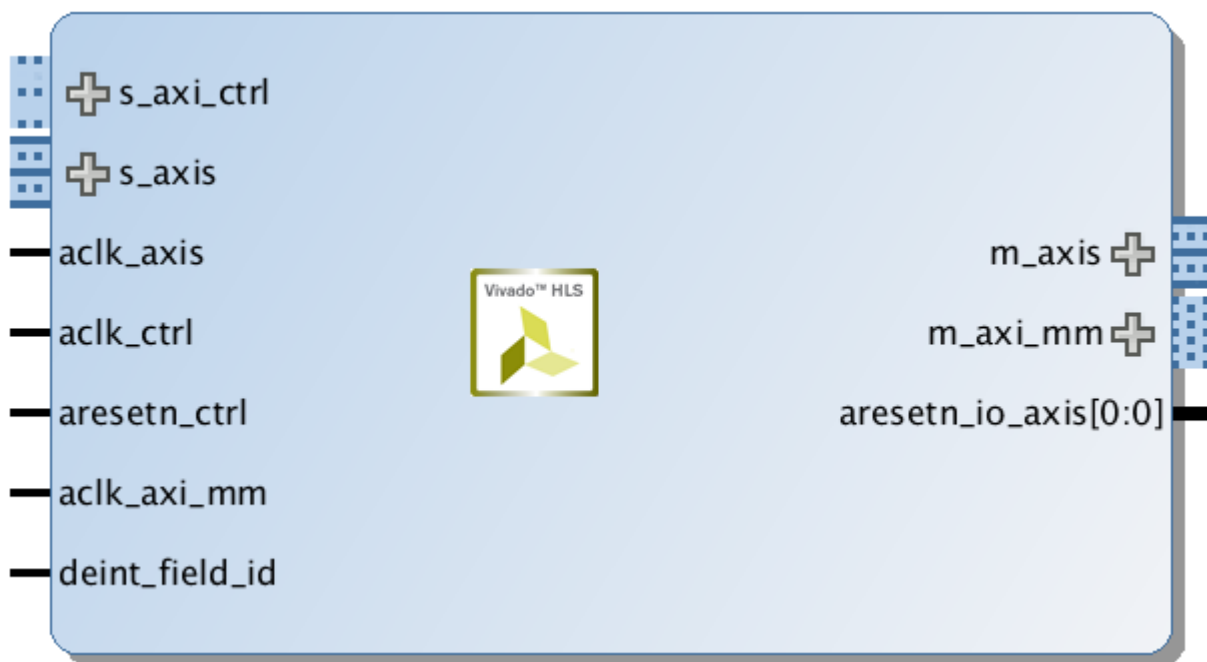 s_axi_ctrl
s_axis
aclk_axis
aclk_ctrl
aresetn_ctrl
aclk_axi_mm
deint_field_id
Vivado™ HLS
m_axis
m_axi_mm
aresetn_io_axis[0:0]